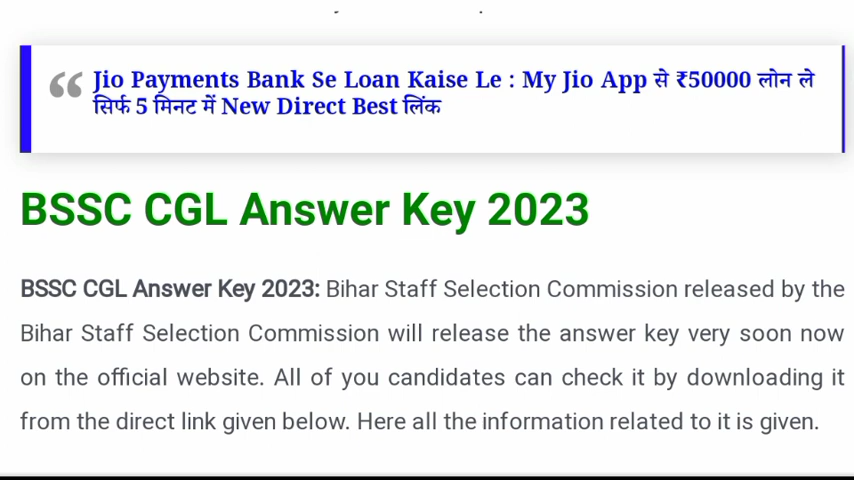 Jio Payments Bank Se Loan Kaise Le : My Jio App से ₹50000 लोन ले
सिर्फ 5 मिनट में New Direct Best लिंक
BSSC CGL Answer Key 2023
BSSC CGL Answer Key 2023: Bihar Staff Selection Commission released by the
Bihar Staff Selection Commission will release the answer key very soon now
on the official website. All of you candidates can check it by downloading it
from the direct link given below. Here all the information related to it is given.